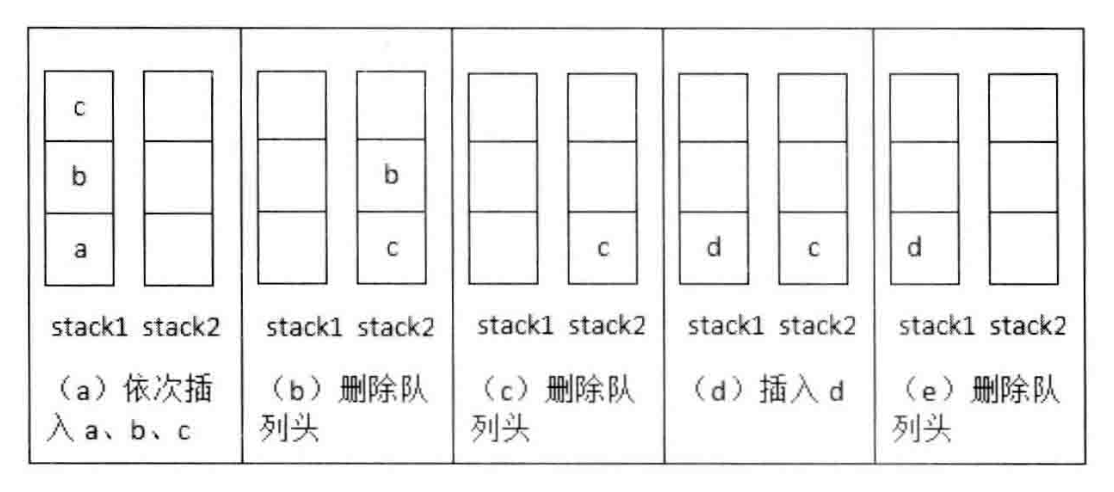 c
b
a
stack1 stack2
（a）依次插
入 a、b、c
b
c
stack1 stack2
（b）删除队
列头
c
stack1 stack2
（c）删除队
列头
d c
stack1 stack2
（d）插入 d
d
stack1 stack2
（e）删除队
列头